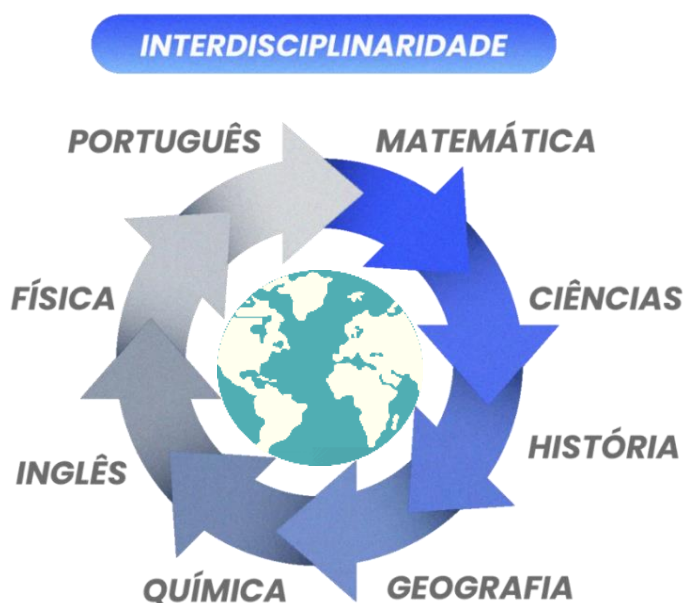 INTERDISCIPLINARIDADE
PORTUGUÊS
MATEMÁTICA
FÍSICA
CIÊNCIAS
INGLÊS
HISTÓRIA
QUÍMICA
GEOGRAFIA